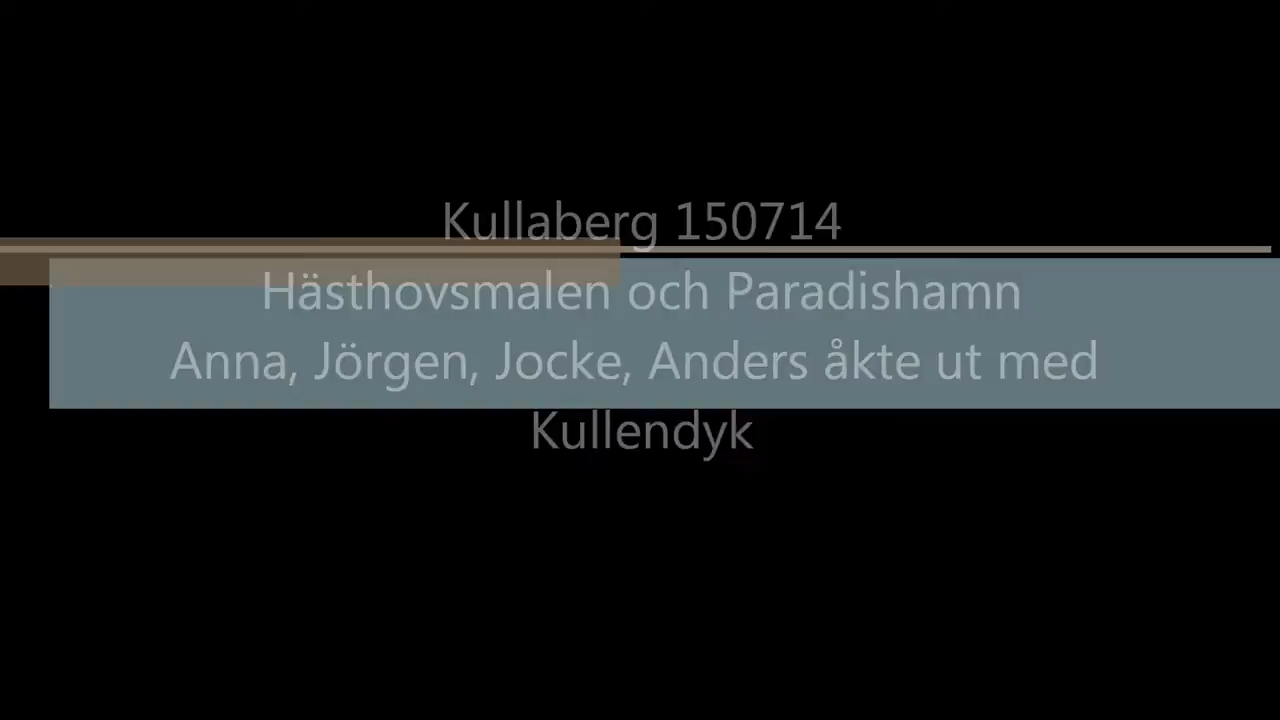 Kullaberg 150714
Hästhovsmalen och Paradishamn
Anna, Jörgen, Jocke, Anders åkte ut med
Kullendyk